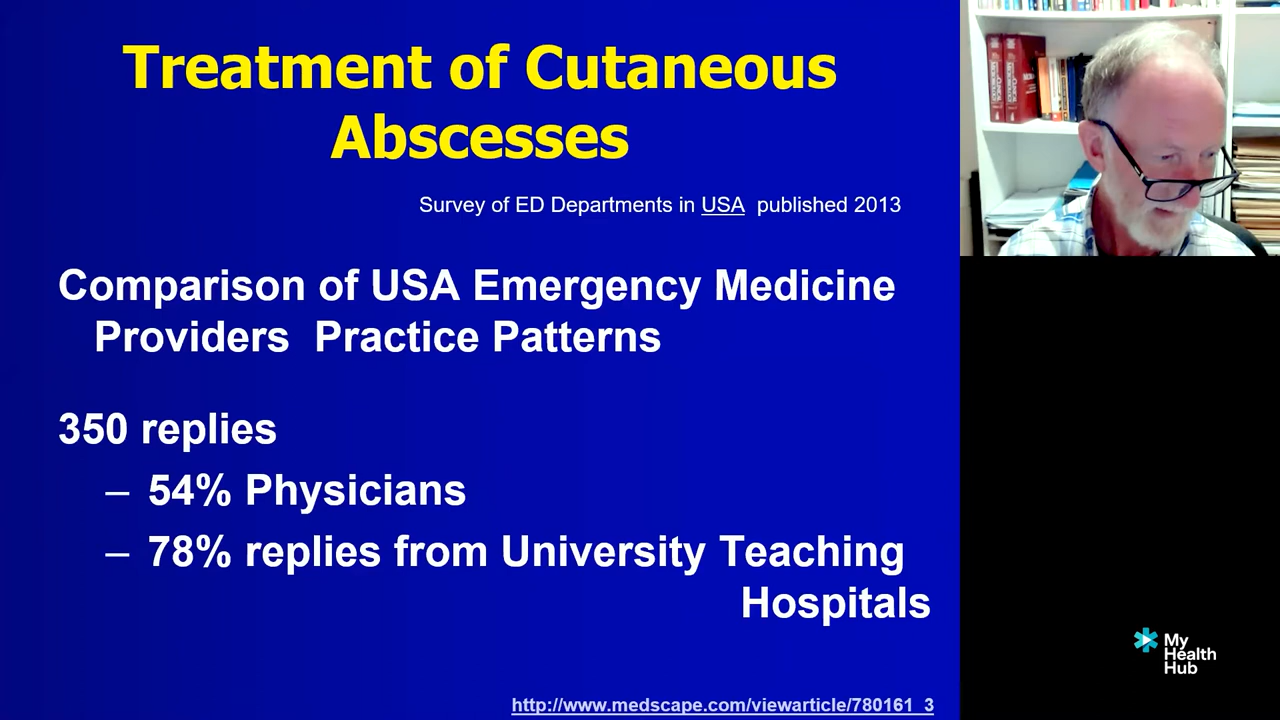 Treatment of Cutaneous
Abscesses
Survey of ED Departments in USA published 2013
Comparison of USA Emergency Medicine
Providers Practice Patterns
350 replies
– 54% Physicians
– 78% replies from University Teaching
Hospitals
http://www.medscape.com/viewarticle/780161_3
My
Health
Hub